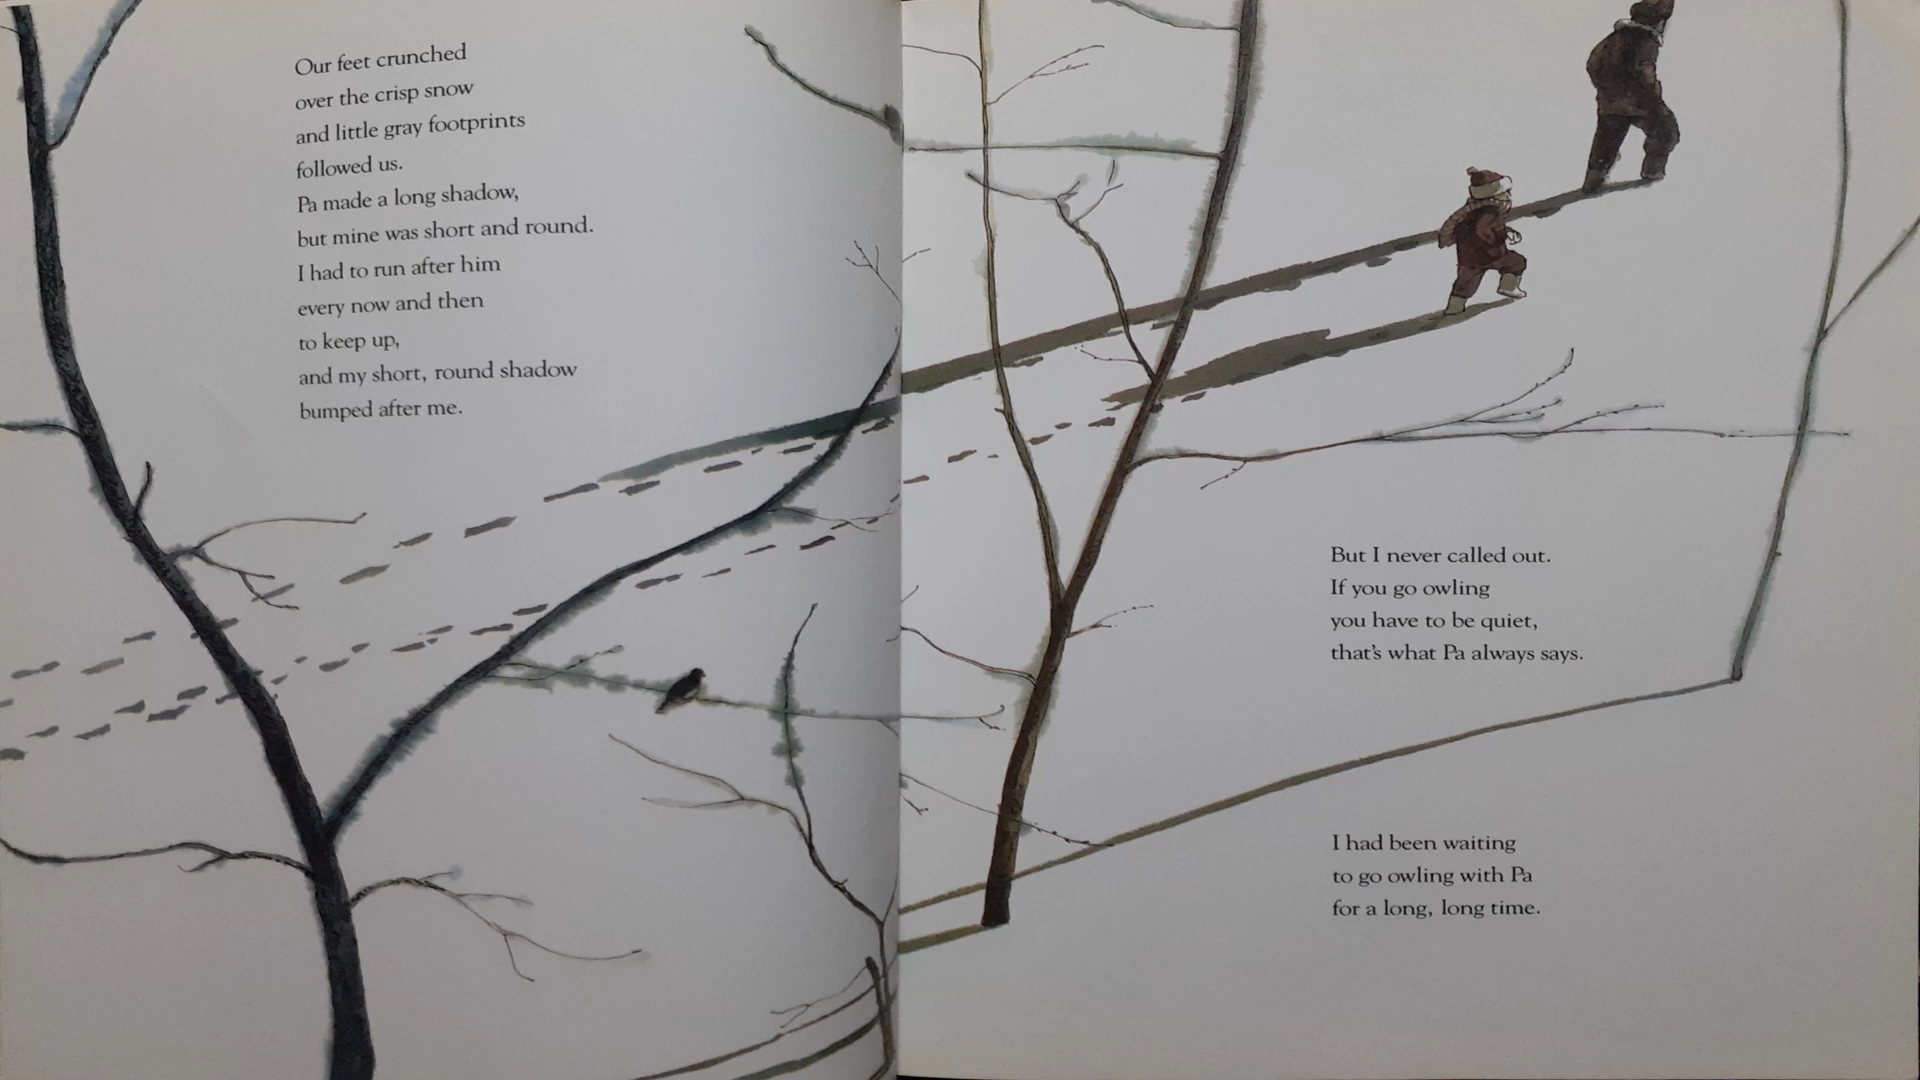 Our feet crunched
over the crisp snow
and little gray footprints
followed us.
Pa made a long shadow,
but mine was short and round.
I had to run after him
every now and then
to keep up,
and my short, round shadow
bumped after me.
But I never called out.
If you go owling
you have to be quiet,
that's what Pa always says.
I had been waiting
to go owling with Pa
for a long, long time.